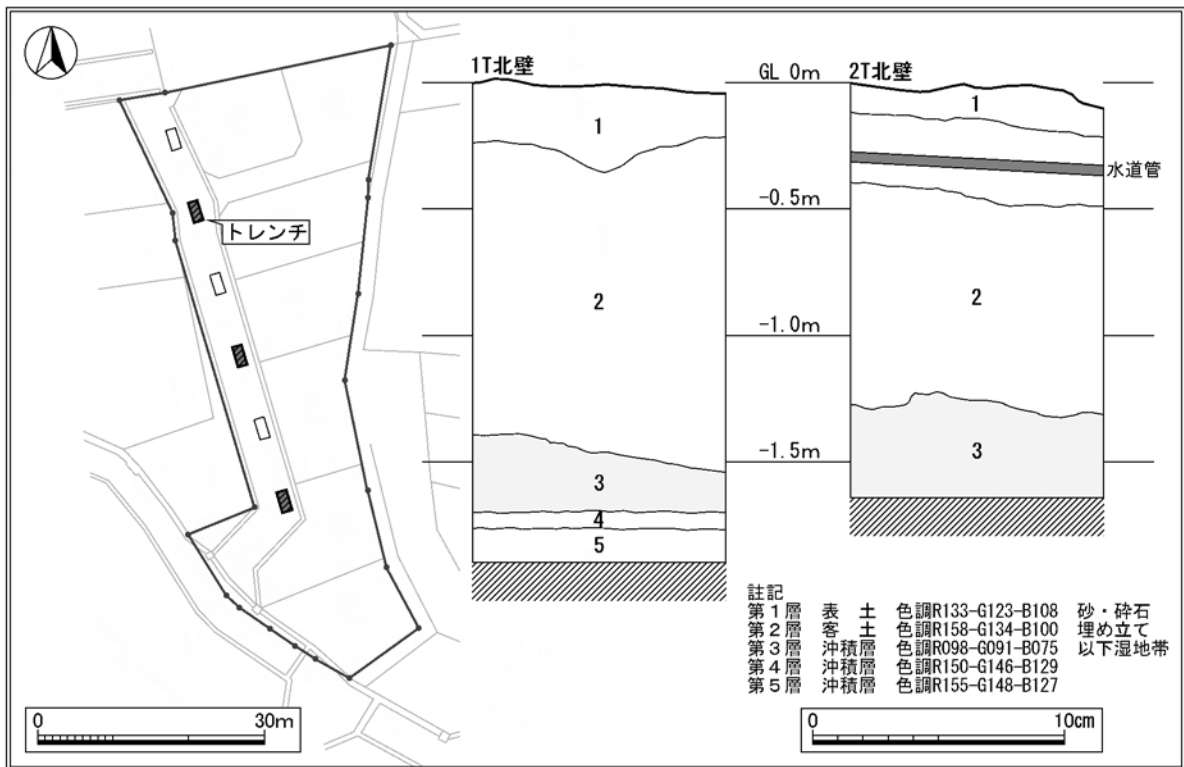 トレンチ
0 30m
1T北壁
1
2
3
4
5
GL 0m
-0.5m
-1.0m
-1.5m
2T北壁
1
水道管
2
3
註記
第1層 表 土 色調R133-G123-B108 砂・砕石
第2層 客 土 色調R158-G134-B100 埋め立て
第3層 沖積層 色調R098-G091-B075 以下湿地帯
第4層 沖積層 色調R150-G146-B129
第5層 沖積層 色調R155-G148-B127
0 10cm